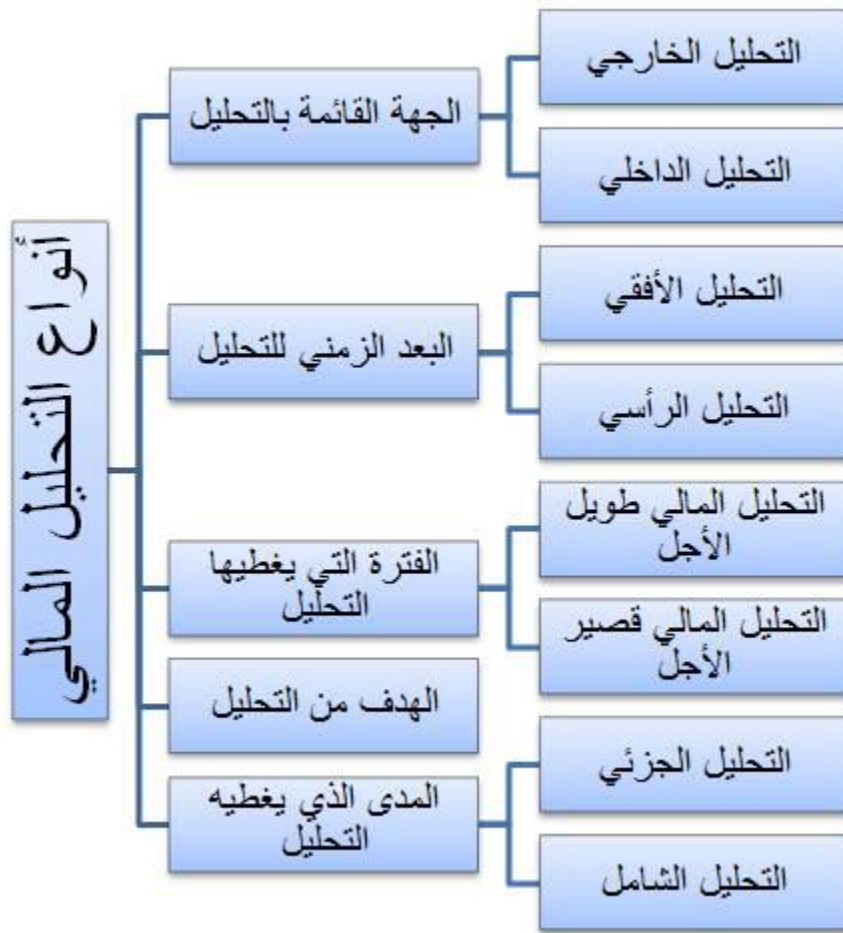 أنواع التحليل المالي
الجهة القائمة بالتحليل
التحليل الخارجي
التحليل الداخلي
البعد الزمني للتحليل
التحليل الأفقي
التحليل الرأسي
الفترة التي يغطيها
التحليل
التحليل المالي طويل
الأجل
التحليل المالي قصير
الأجل
الهدف من التحليل
المدى الذي يغطيه
التحليل
التحليل الجزئي
التحليل الشامل